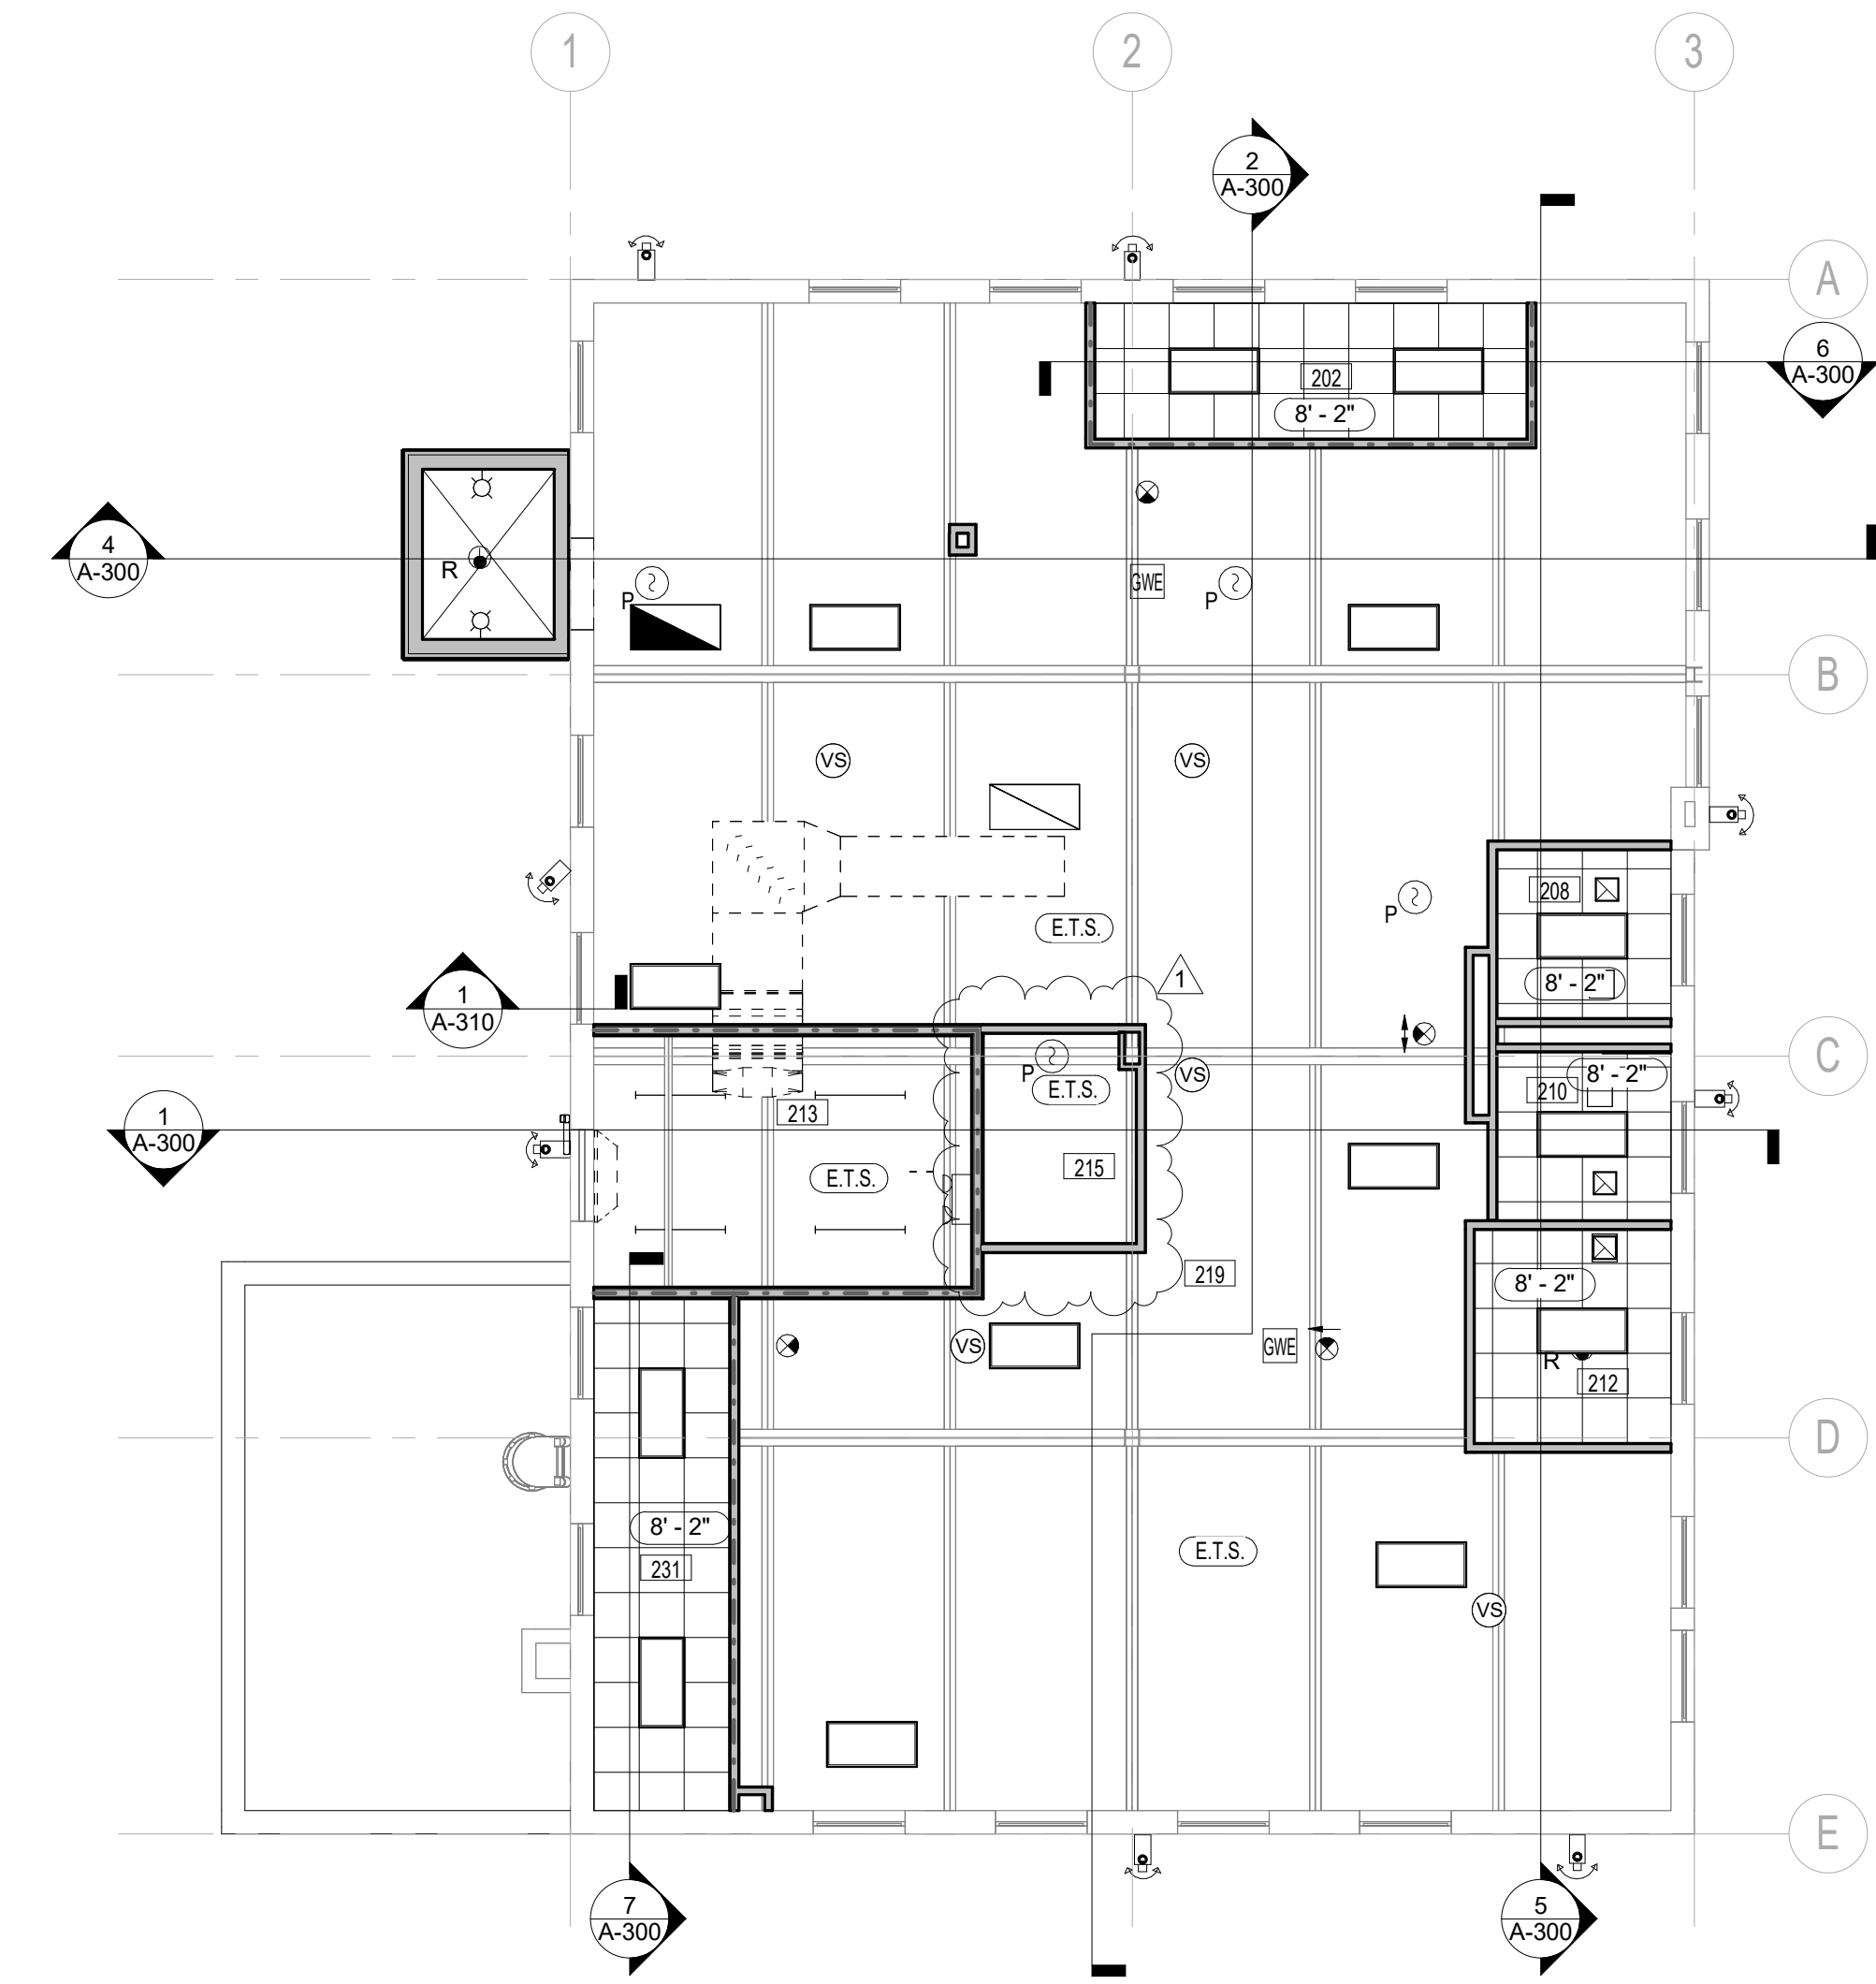 1
2
3
2
A-300
A
6
A-300
202
8' - 2"
4
A-300
R
P
GWE
P
B
VS
VS
208
P
E.T.S.
1
8' - 2"
1
A-310
C
P
E.T.S.
VS
8' - 2"
210
213
1
A-300
215
E.T.S.
219
8' - 2"
VS
GWE
R
212
D
8' - 2"
E.T.S.
231
VS
E
7
A-300
5
A-300